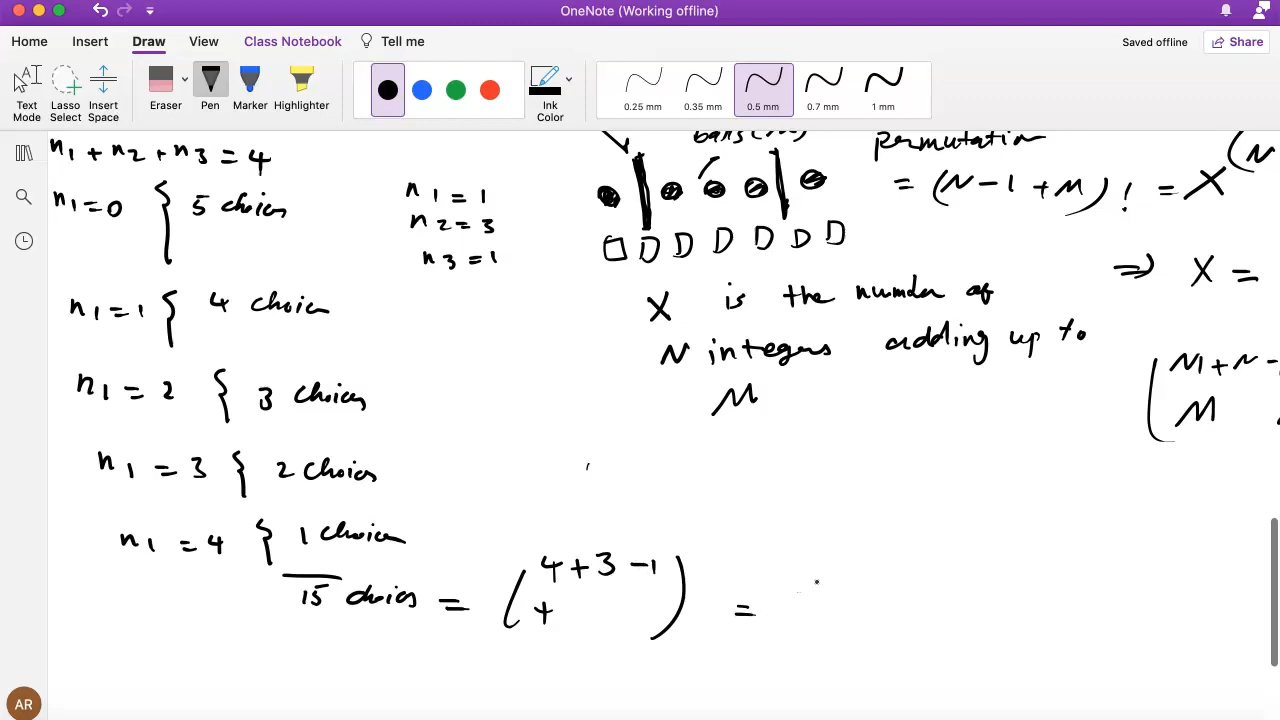 OneNote (Working offline)
Home Insert Draw View Class Notebook Tell me
Saved offline Share
Text Mode
Lasso Select
Insert Space
Eraser
Pen
Marker
Highlighter
Ink Color
0.25 mm 0.35 mm 0.5 mm 0.7 mm 1 mm
n1 + n2 + n3 = 4
n1 = 0 { 5 choices
n1 = 1 { 4 choices
n1 = 2 { 3 choices
n1 = 3 { 2 choices
n1 = 4 { 1 choices
15 choices = ( 4 + 3 - 1
4 ) =
n1 = 1
n2 = 3
n3 = 1
permutation
= (N - 1 + M)! = X
X is the number of
N integers adding up to
M
=> X =
( M + N -
M
AR